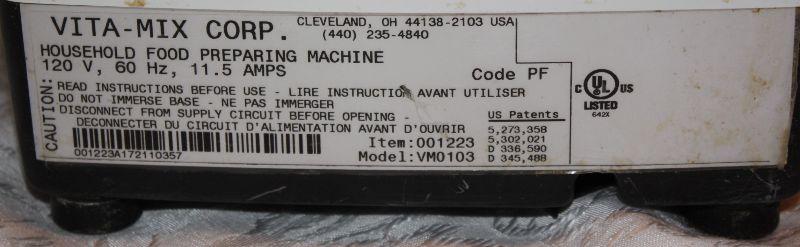 VITA-MIX CORP.
CLEVELAND, OH 44138-2103 USA
(440) 235-4840
HOUSEHOLD FOOD PREPARING MACHINE
120 V, 60 Hz, 11.5 AMPS
Code PF
CAUTION:
READ INSTRUCTIONS BEFORE USE - LIRE INSTRUCTION AVANT UTILISER
DO NOT IMMERSE BASE - NE PAS IMMERGER
DISCONNECT FROM SUPPLY CIRCUIT BEFORE OPENING -
DECONNECTER DU CIRCUIT D'ALIMENTATION AVANT D'OUVRIR
001223A172110357
Item:001223
Model:VM0103
US Patents
5,273,358
5,302,021
D 336,590
D 345,488
C UL US
LISTED
642X